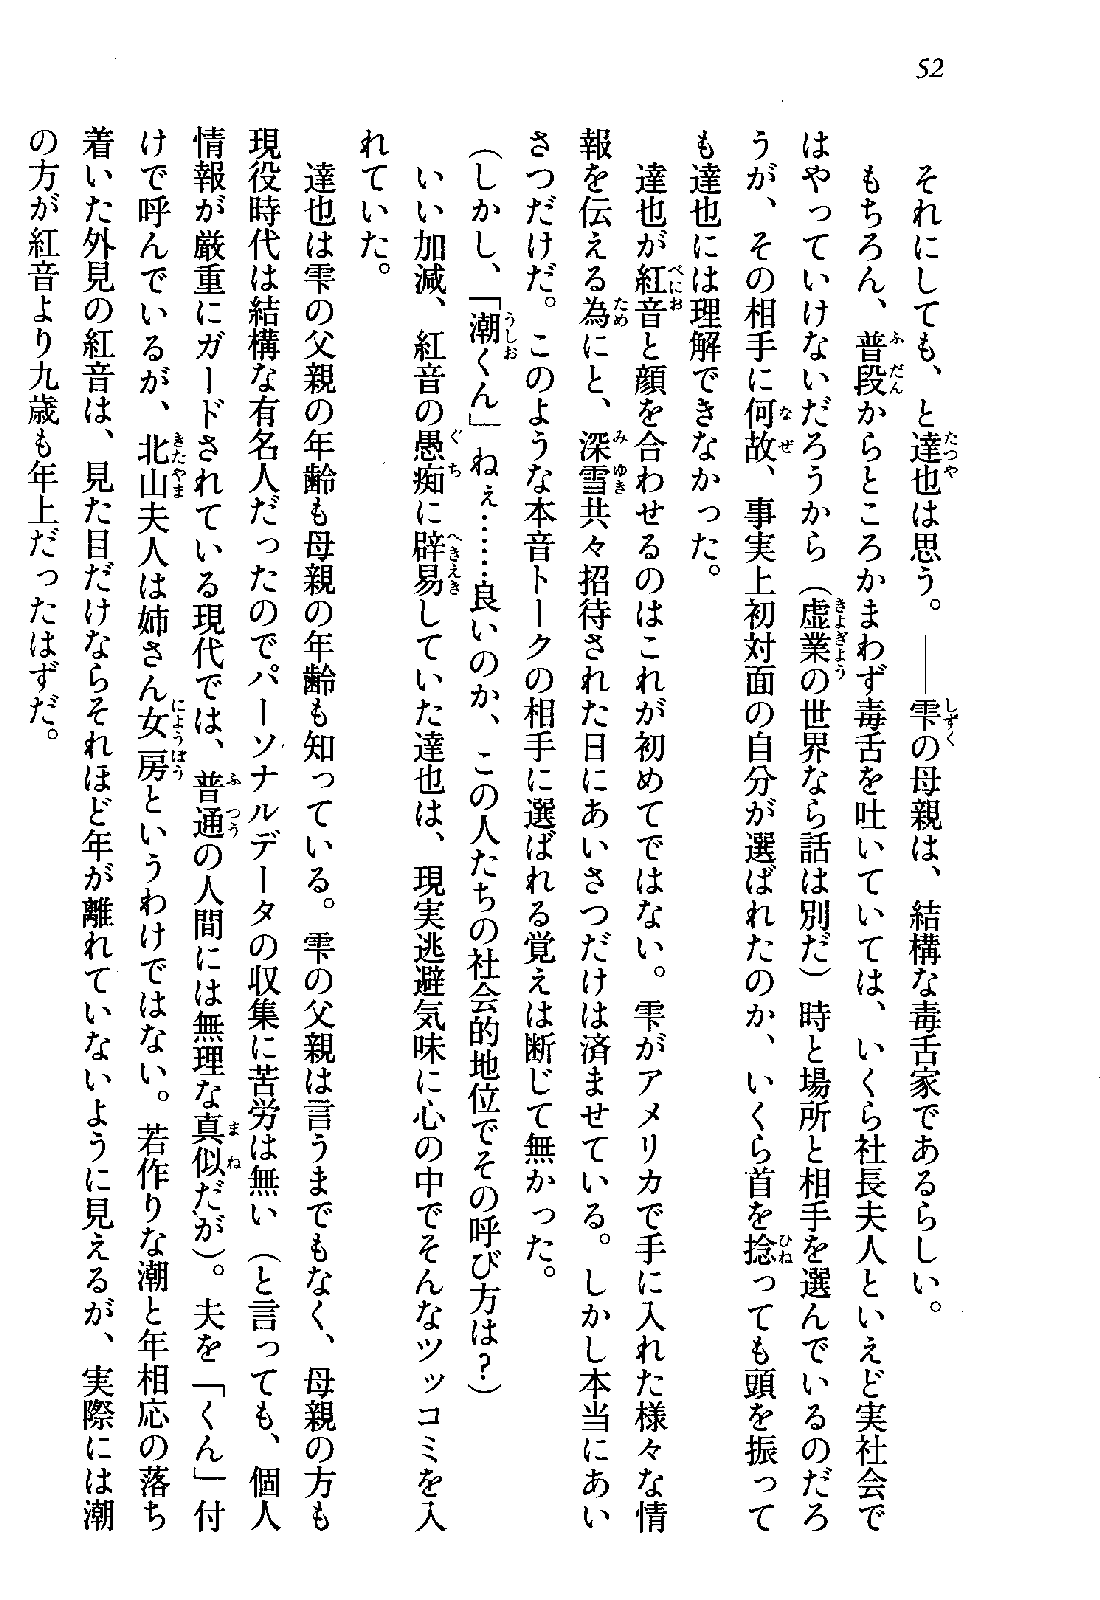 52
それにしても、と達也は思う。――雫の母親は、結構な毒舌家であるらしい。
もちろん、普段からところかまわず毒舌を吐いていては、いくら社長夫人といえど実社会で
はやっていけないだろうから（虚業の世界なら話は別だ）時と場所と相手を選んでいるのだろ
うが、その相手に何故、事実上初対面の自分が選ばれたのか、いくら首を捻っても頭を振って
も達也には理解できなかった。
達也が紅音と顔を合わせるのはこれが初めてではない。雫がアメリカで手に入れた様々な情
報を伝える為にと、深雪共々招待された日にあいさつだけは済ませている。しかし本当にあい
さつだけだ。このような本音トークの相手に選ばれる覚えは断じて無かった。
（しかし、「潮くん」ねぇ……良いのか、この人たちの社会的地位でその呼び方は？）
いい加減、紅音の愚痴に辟易していた達也は、現実逃避気味に心の中でそんなツッコミを入
れていた。
達也は雫の父親の年齢も母親の年齢も知っている。雫の父親は言うまでもなく、母親の方も
現役時代は結構な有名人だったのでパーソナルデータの収集に苦労は無い（と言っても、個人
情報が厳重にガードされている現代では、普通の人間には無理な真似だが）。夫を「くん」付
けで呼んでいるが、北山夫人は姉さん女房というわけではない。若作りな潮と年相応の落ち
着いた外見の紅音は、見た目だけならそれほど年が離れていないように見えるが、実際には潮
の方が紅音より九歳も年上だったはずだ。